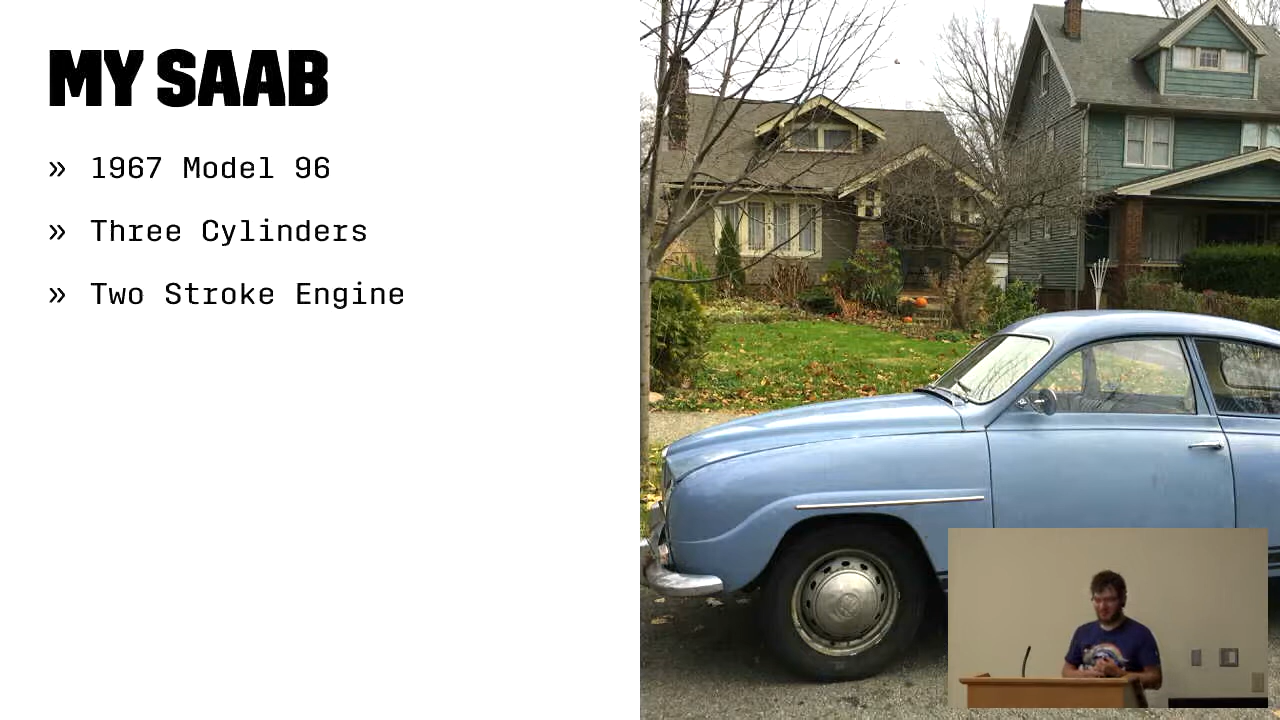 MY SAAB
» 1967 Model 96
» Three Cylinders
» Two Stroke Engine